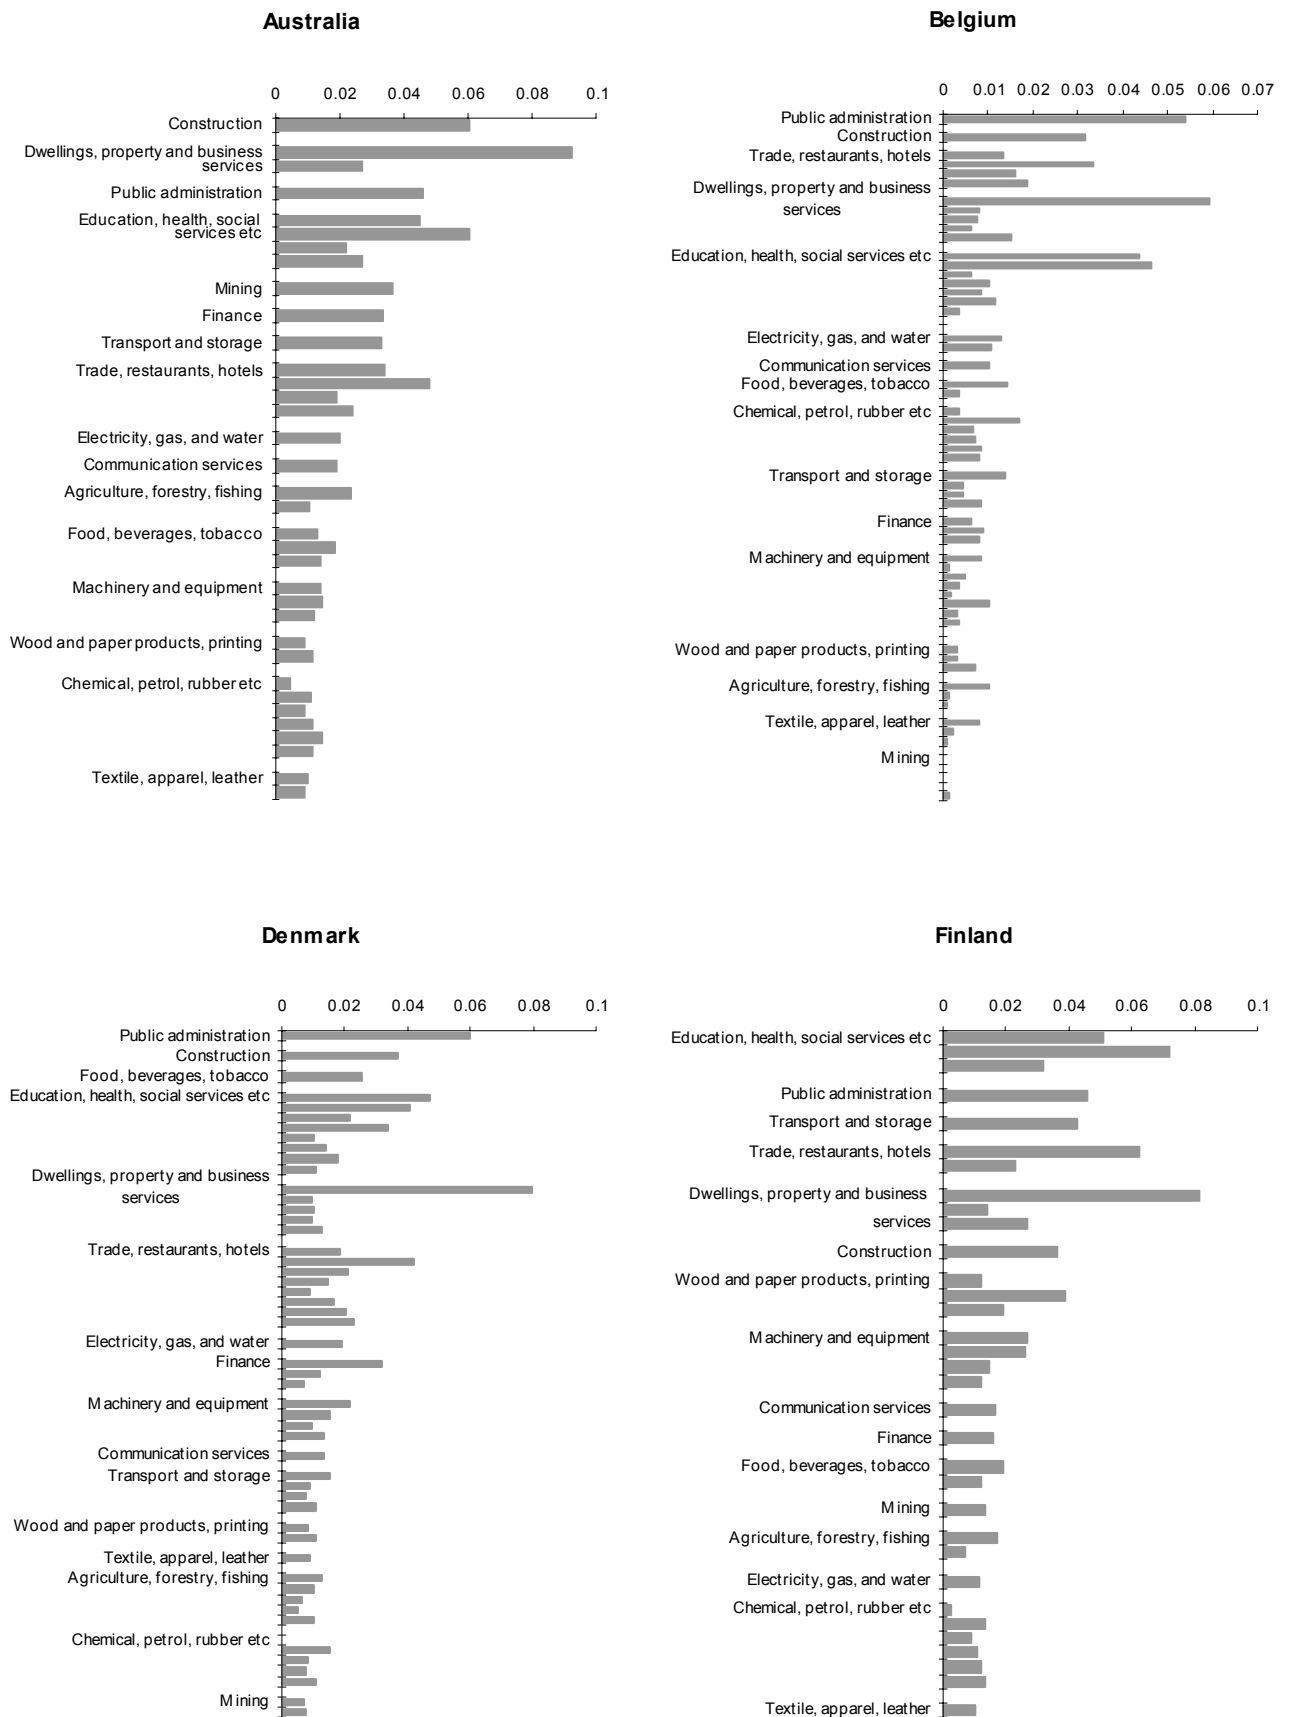 Australia
0 0.02 0.04 0.06 0.08 0.1
Construction
Dwellings, property and business
services
Public administration
Education, health, social
services etc
Mining
Finance
Transport and storage
Trade, restaurants, hotels
Electricity, gas, and water
Communication services
Agriculture, forestry, fishing
Food, beverages, tobacco
Machinery and equipment
Wood and paper products, printing
Chemical, petrol, rubber etc
Textile, apparel, leather
Belgium
0 0.01 0.02 0.03 0.04 0.05 0.06 0.07
Public administration
Construction
Trade, restaurants, hotels
Dwellings, property and business
services
Education, health, social services etc
Electricity, gas, and water
Communication services
Food, beverages, tobacco
Chemical, petrol, rubber etc
Transport and storage
Finance
Machinery and equipment
Wood and paper products, printing
Agriculture, forestry, fishing
Textile, apparel, leather
Mining
Denmark
0 0.02 0.04 0.06 0.08 0.1
Public administration
Construction
Food, beverages, tobacco
Education, health, social services etc
Dwellings, property and business
services
Trade, restaurants, hotels
Electricity, gas, and water
Finance
Machinery and equipment
Communication services
Transport and storage
Wood and paper products, printing
Textile, apparel, leather
Agriculture, forestry, fishing
Chemical, petrol, rubber etc
Mining
Finland
0 0.02 0.04 0.06 0.08 0.1
Education, health, social services etc
Public administration
Transport and storage
Trade, restaurants, hotels
Dwellings, property and business
services
Construction
Wood and paper products, printing
Machinery and equipment
Communication services
Finance
Food, beverages, tobacco
Mining
Agriculture, forestry, fishing
Electricity, gas, and water
Chemical, petrol, rubber etc
Textile, apparel, leather